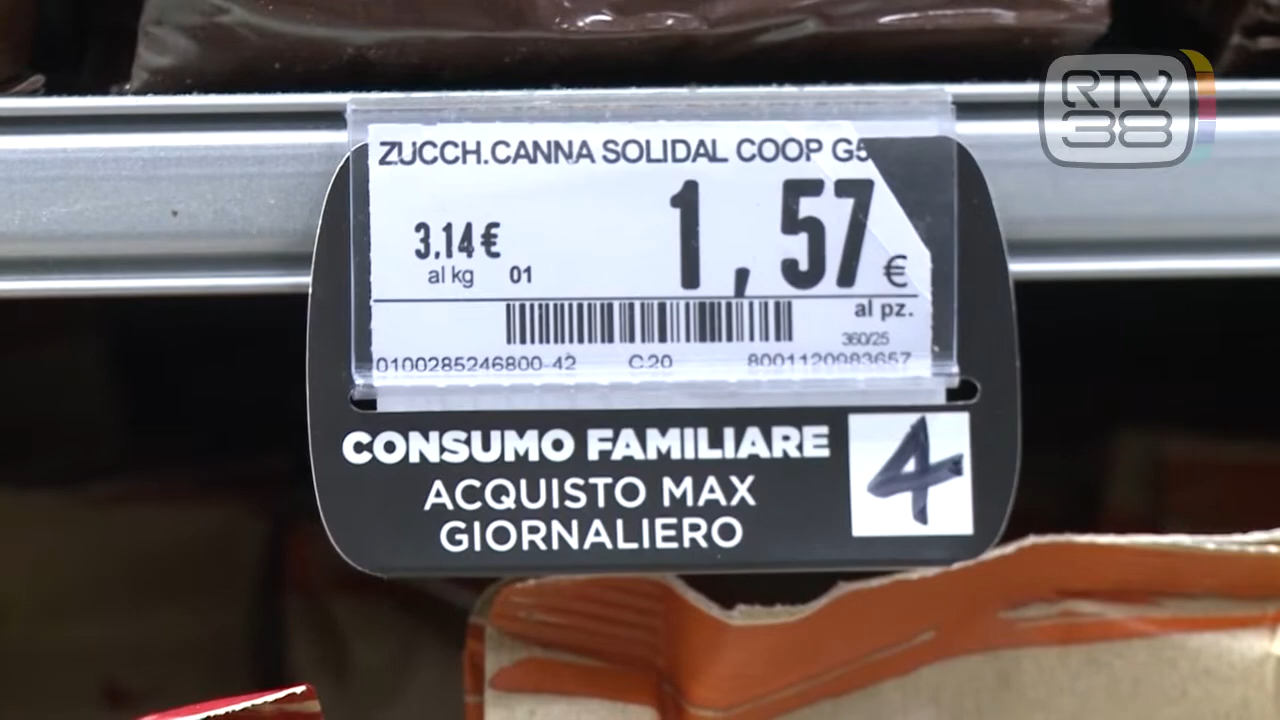 RTV
38
ZUCCH.CANNA SOLIDAL COOP G5
1,57 €
3.14€
al kg 01
al pz.
360/25
0100285246800-42 C20 8001120983657
CONSUMO FAMILIARE
ACQUISTO MAX
GIORNALIERO
4